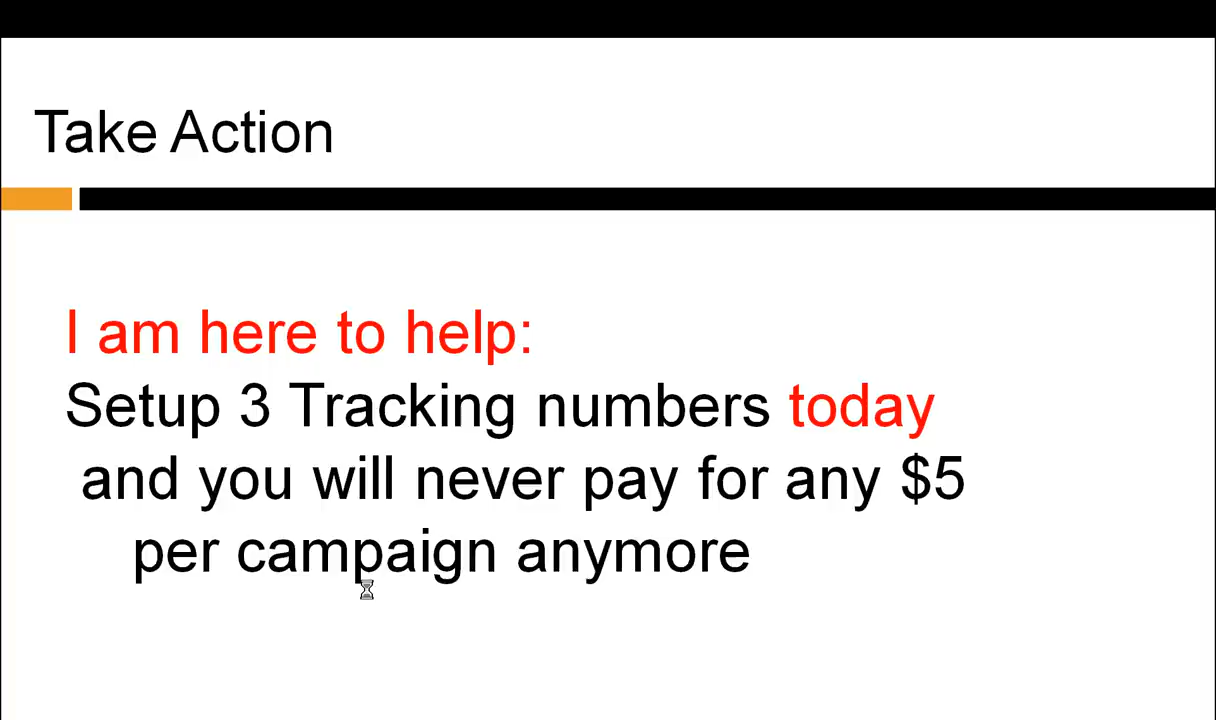 Take Action
I am here to help:
Setup 3 Tracking numbers today
and you will never pay for any $5
per campaign anymore